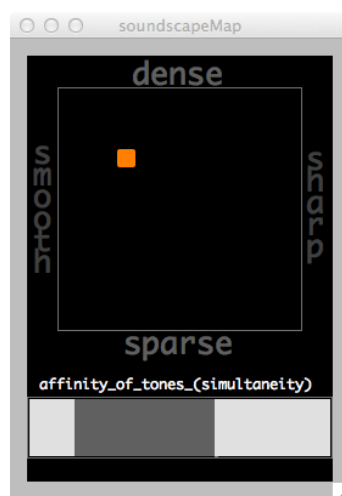 soundscapeMap
dense
smooth
sharp
sparse
affinity_of_tones_(simultaneity)